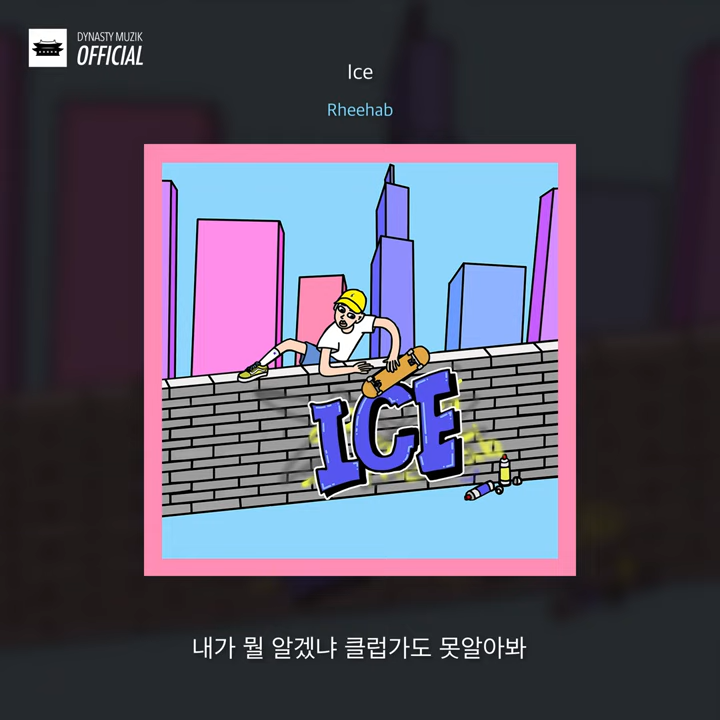 DYNASTY MUZIK
OFFICIAL
Ice
Rheehab
ICE
내가 뭘 알겠냐 클럽가도 못알아봐